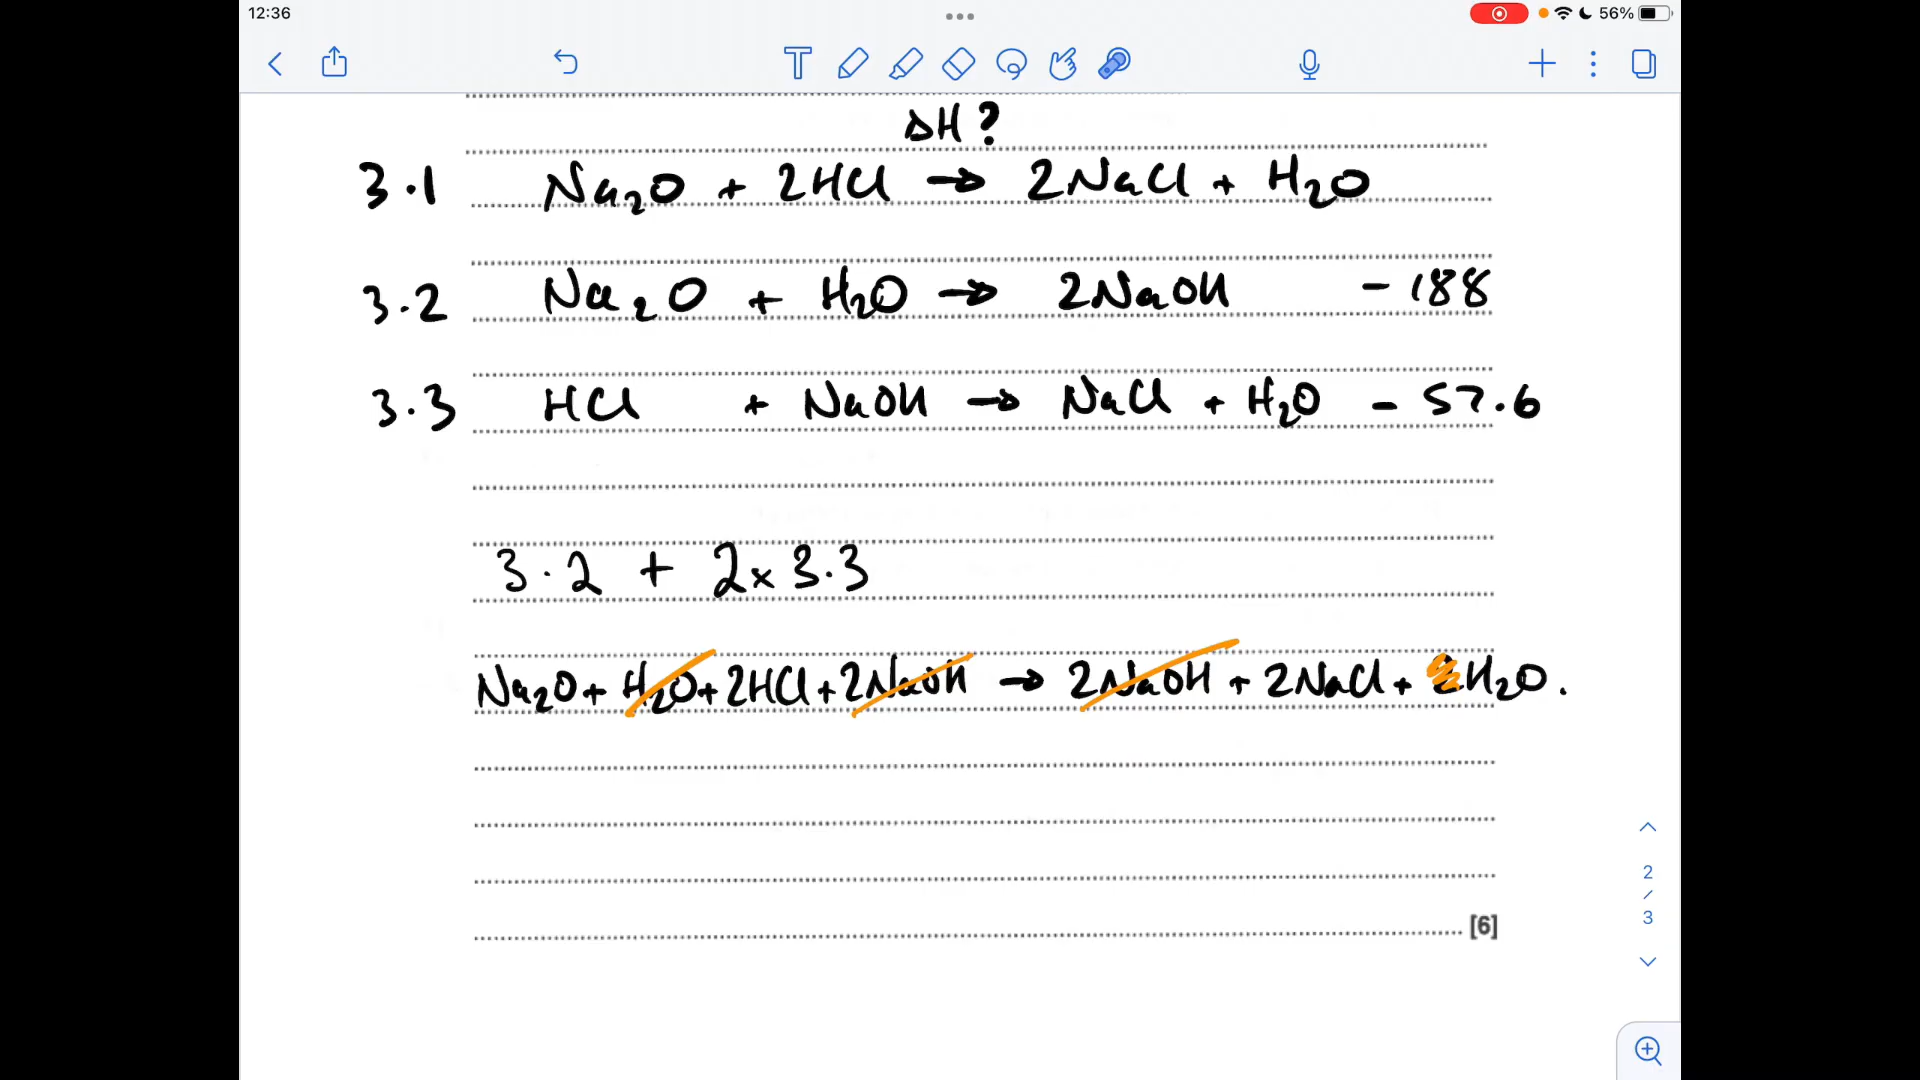 12:36
56%
ΔH ?
3.1 Na₂O + 2HCl → 2NaCl + H₂O
3.2 Na₂O + H₂O → 2NaOH -188
3.3 HCl + NaOH → NaCl + H₂O -57.6
3.2 + 2x 3.3
Na₂O + H₂O + 2HCl + 2NaOH → 2NaOH + 2NaCl + 2H₂O.
[6]
2
/
3